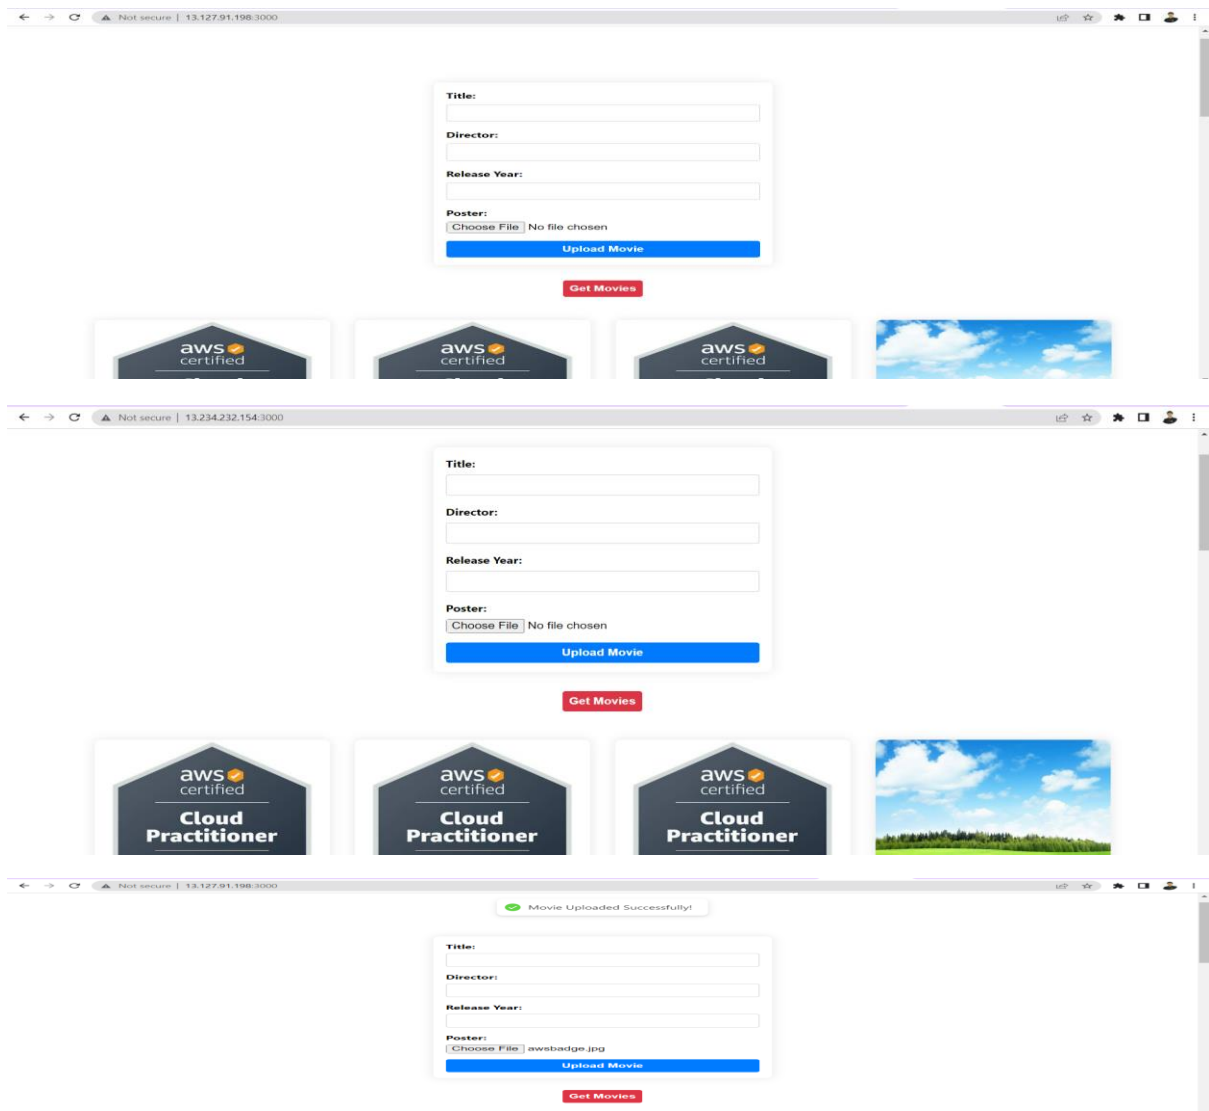 Not secure | 13.127.91.198:3000
Title:
Director:
Release Year:
Poster:
Choose File No file chosen
Upload Movie
Get Movies
aws certified
aws certified
aws certified
Not secure | 13.234.232.154:3000
Title:
Director:
Release Year:
Poster:
Choose File No file chosen
Upload Movie
Get Movies
aws certified Cloud Practitioner
aws certified Cloud Practitioner
aws certified Cloud Practitioner
Not secure | 13.127.91.198:3000
Movie Uploaded Successfully!
Title:
Director:
Release Year:
Poster:
Choose File awsbadge.jpg
Upload Movie
Get Movies